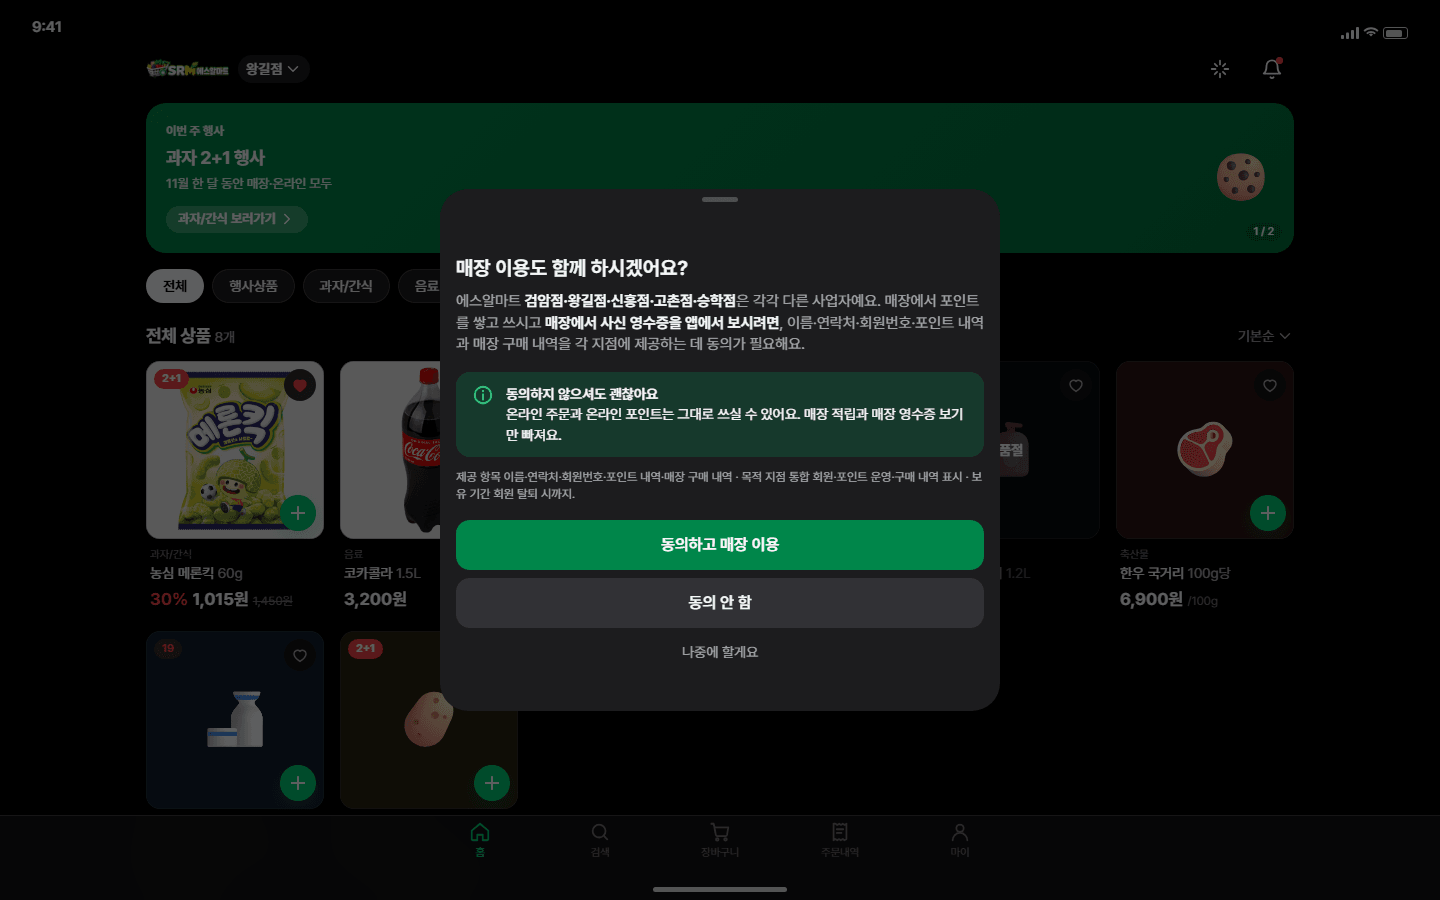 9:41
SRM 에스알마트
왕길점
이번 주 행사
과자 2+1 행사
11월 한 달 동안 매장·온라인 모두
과자/간식 보러가기
1 / 2
전체
행사상품
과자/간식
음료
전체 상품 8개
기본순
매장 이용도 함께 하시겠어요?
에스알마트 검암점·왕길점·신흥점·고촌점·승학점은 각각 다른 사업자예요. 매장에서 포인트
를 쌓고 쓰시고 매장에서 사신 영수증을 앱에서 보시려면, 이름·연락처·회원번호·포인트 내역
과 매장 구매 내역을 각 지점에 제공하는 데 동의가 필요해요.
동의하지 않으셔도 괜찮아요
온라인 주문과 온라인 포인트는 그대로 쓰실 수 있어요. 매장 적립과 매장 영수증 보기
만 빠져요.
제공 항목 이름·연락처·회원번호·포인트 내역·매장 구매 내역 · 목적 지점 통합 회원·포인트 운영·구매 내역 표시 · 보
유 기간 회원 탈퇴 시까지.
동의하고 매장 이용
동의 안 함
나중에 할게요
2+1
농심
메론킥
Coca-Cola
품절
과자/간식
농심 메론킥 60g
30% 1,015원 1,450원
음료
코카콜라 1.5L
3,200원
1.2L
축산물
한우 국거리 100g당
6,900원 /100g
19
2+1
홈
검색
장바구니
주문내역
마이